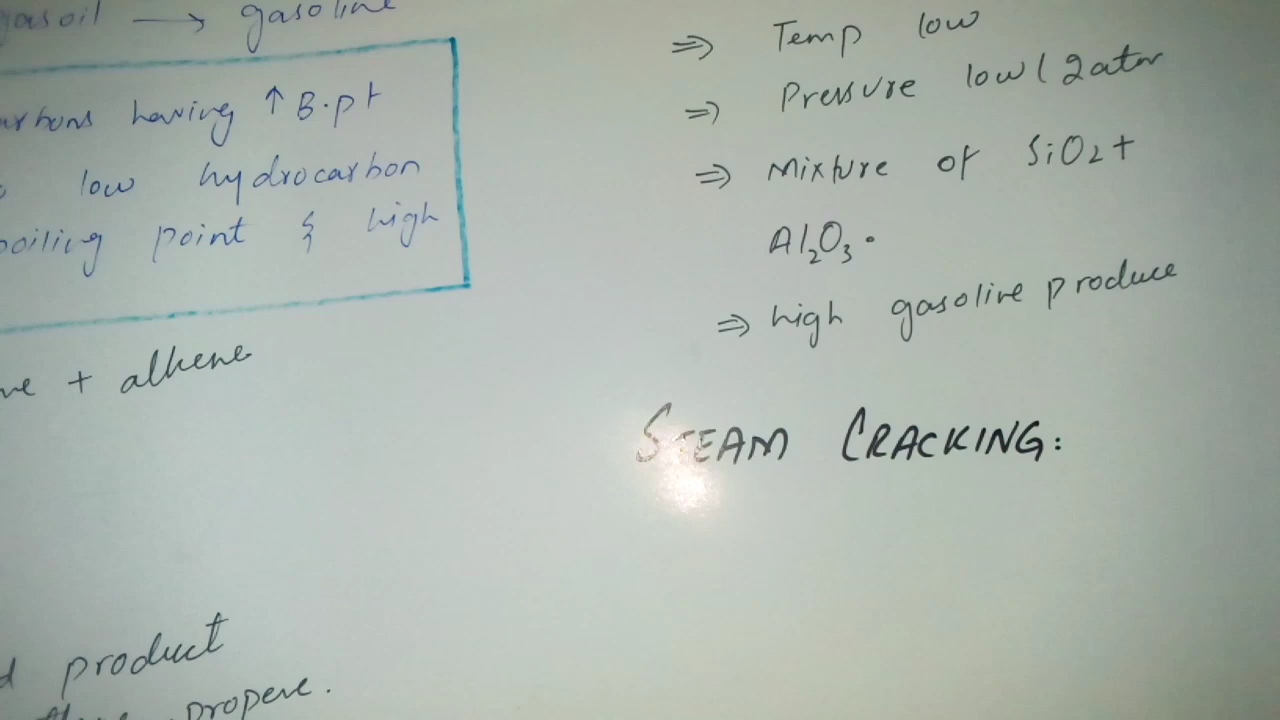 gasoil → gasoline
having ↑ B.pt
low hydrocarbon
boiling point & high
+ alkene
product
propene.
⇒ Temp low
⇒ Pressure low (2atm
⇒ Mixture of SiO2 +
Al2O3.
⇒ high gasoline produce
STEAM CRACKING: